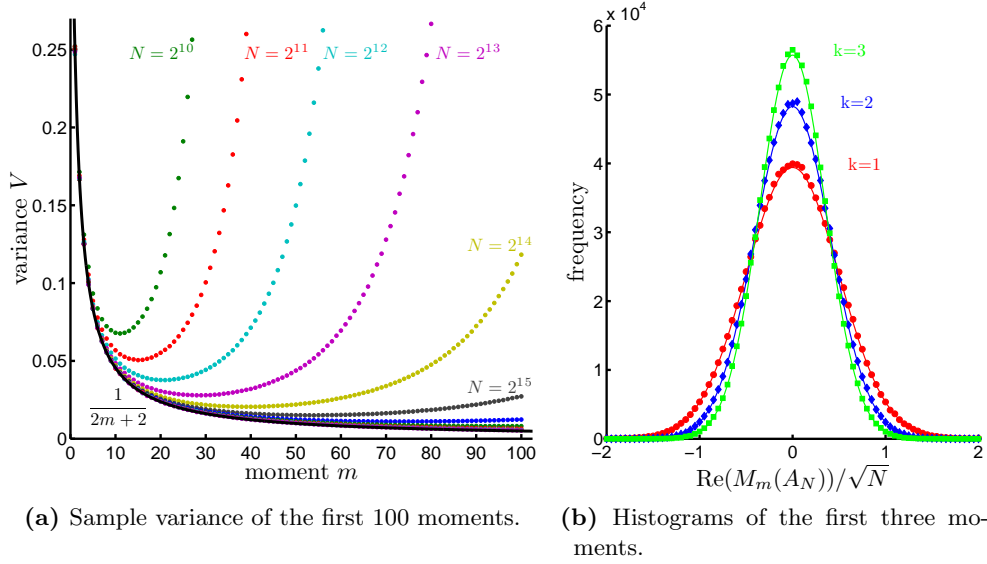 0.25
0.2
0.15
0.1
0.05
0
variance V
N = 2^10
N = 2^11
N = 2^12
N = 2^13
N = 2^14
N = 2^15
1/(2m + 2)
0 10 20 30 40 50 60 70 80 90 100
moment m
(a) Sample variance of the first 100 moments.
× 10^4
6
5
4
3
2
1
0
frequency
k=3
k=2
k=1
−2 −1 0 1 2
Re(M_m(A_N))/√N
(b) Histograms of the first three mo-
ments.